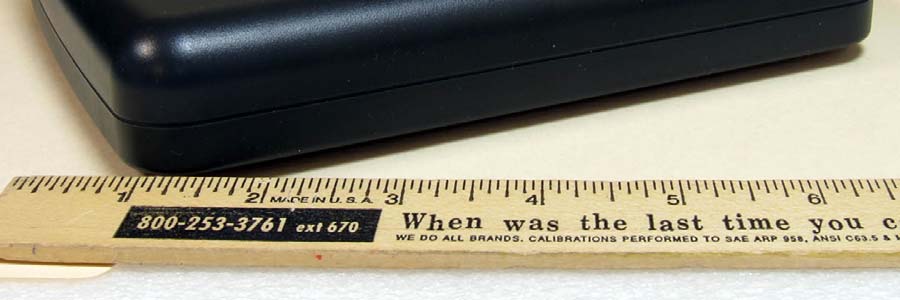 1 2 MADE IN U.S.A. 3 4 5 6
800-253-3761 ext 670
When was the last time you c
WE DO ALL BRANDS. CALIBRATIONS PERFORMED TO SAE ARP 958, ANSI C63.5 &